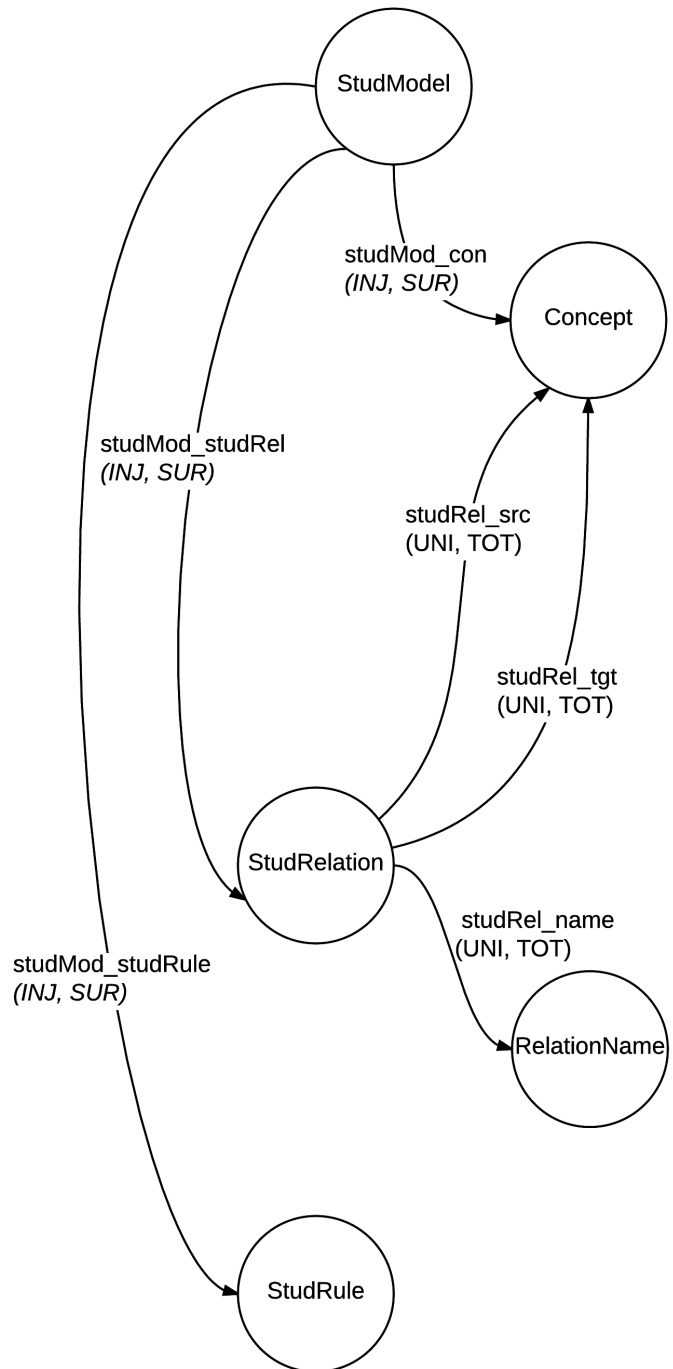 StudModel
studMod_con
(INJ, SUR)
Concept
studMod_studRel
(INJ, SUR)
studRel_src
(UNI, TOT)
studRel_tgt
(UNI, TOT)
StudRelation
studRel_name
(UNI, TOT)
studMod_studRule
(INJ, SUR)
RelationName
StudRule